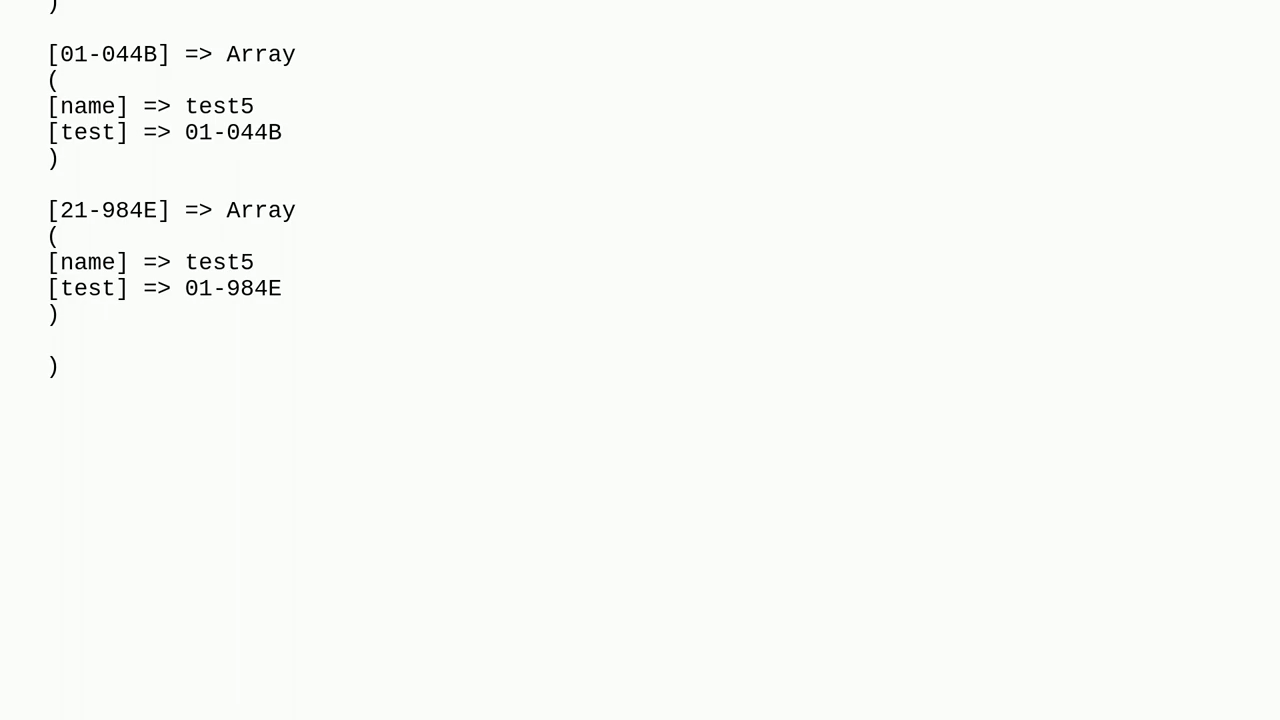 )
[01-044B] => Array
(
[name] => test5
[test] => 01-044B
)
[21-984E] => Array
(
[name] => test5
[test] => 01-984E
)
)